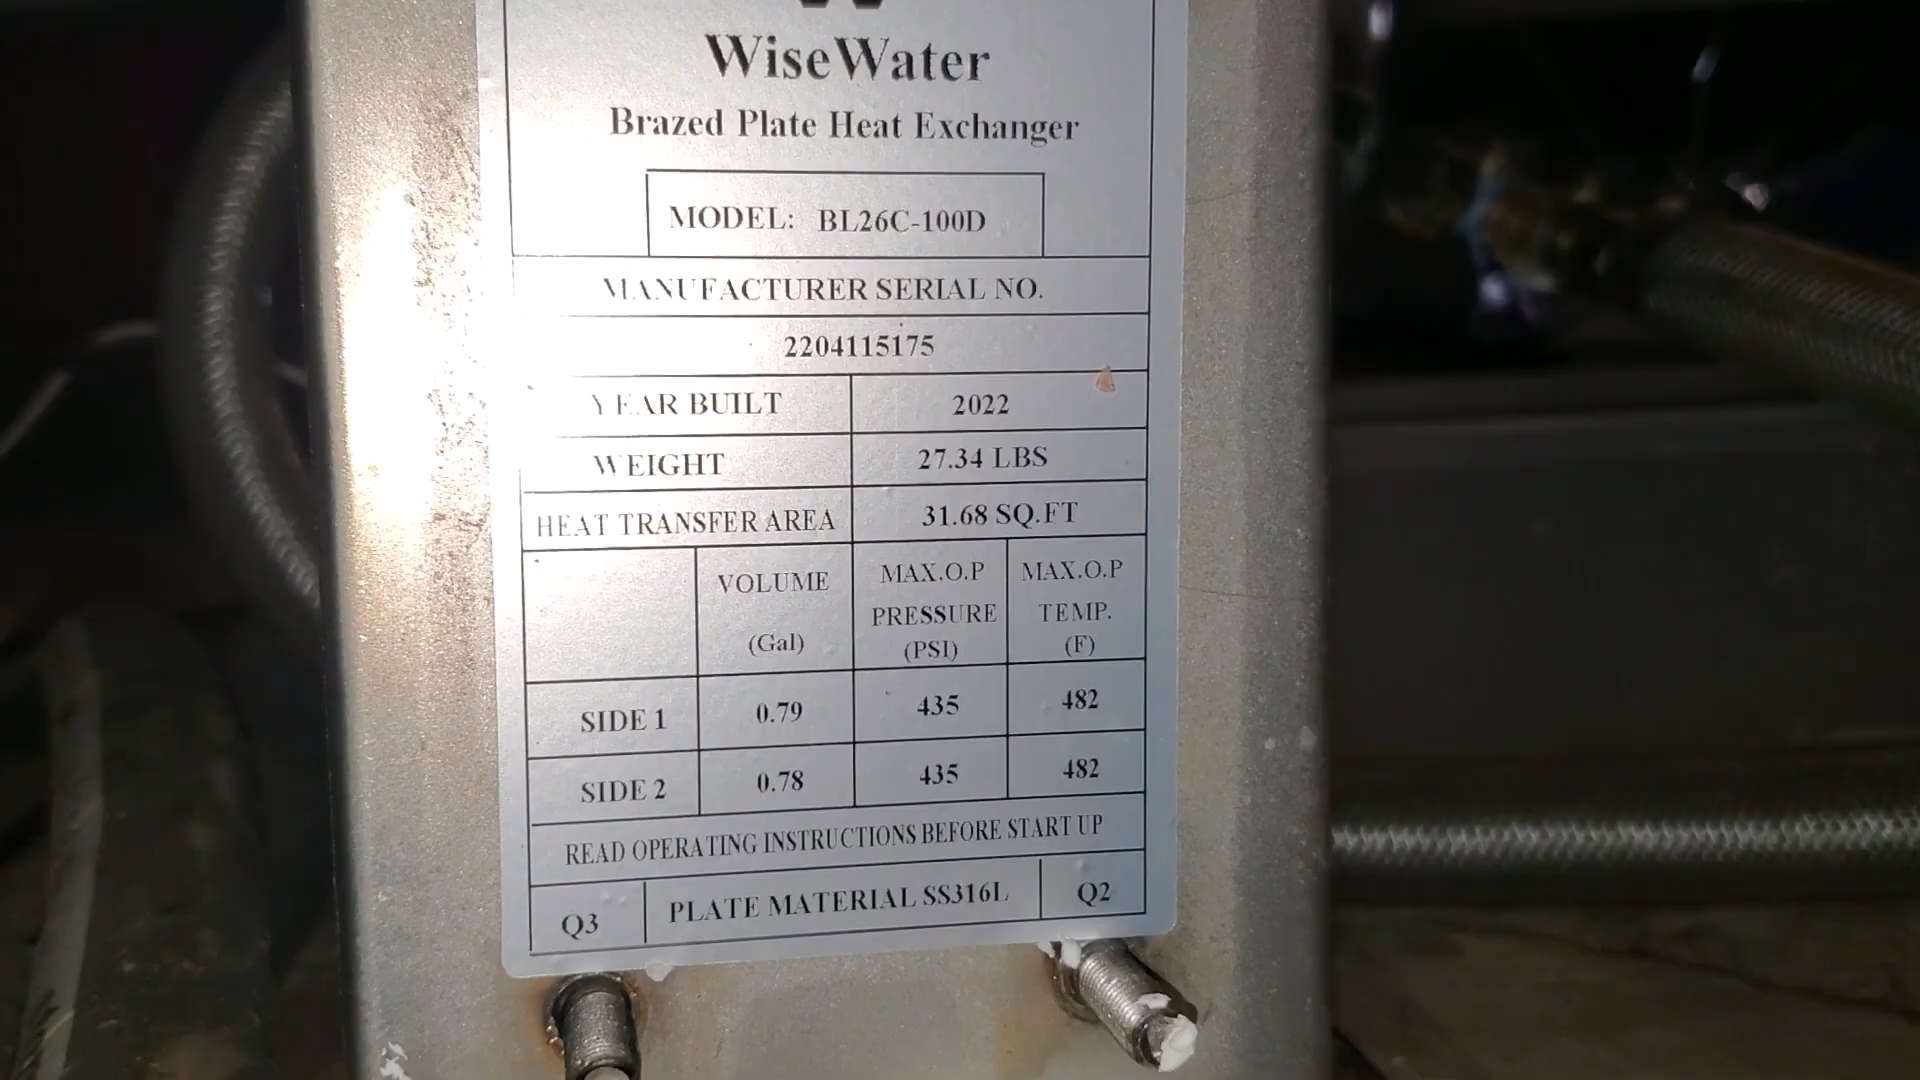 WiseWater
Brazed Plate Heat Exchanger
MODEL: BL26C-100D
MANUFACTURER SERIAL NO.
2204115175
YEAR BUILT 2022
WEIGHT 27.34 LBS
HEAT TRANSFER AREA 31.68 SQ.FT
VOLUME (Gal) MAX.O.P PRESSURE (PSI) MAX.O.P TEMP. (F)
SIDE 1 0.79 435 482
SIDE 2 0.78 435 482
READ OPERATING INSTRUCTIONS BEFORE START UP
Q3 PLATE MATERIAL SS316L Q2